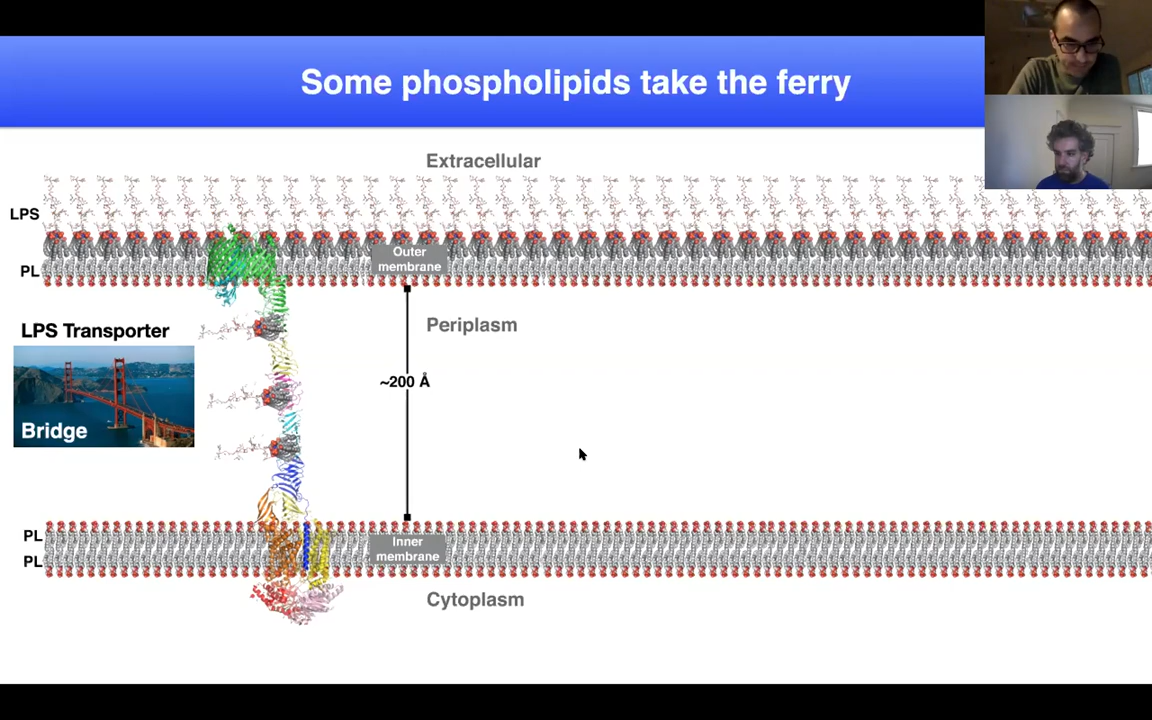 Some phospholipids take the ferry
Extracellular
LPS
Outer
membrane
PL
Periplasm
LPS Transporter
~200 Å
Bridge
PL
Inner
membrane
PL
Cytoplasm